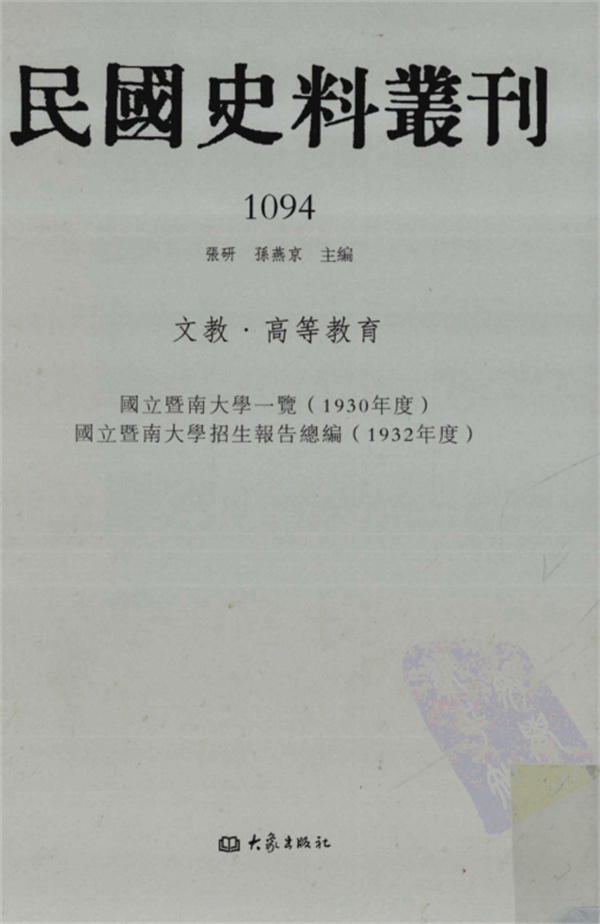 民國史料叢刊
1094
張研 孫燕京 主編
文教·高等教育
國立暨南大學一覽（1930年度）
國立暨南大學招生報告總編（1932年度）
大象出版社